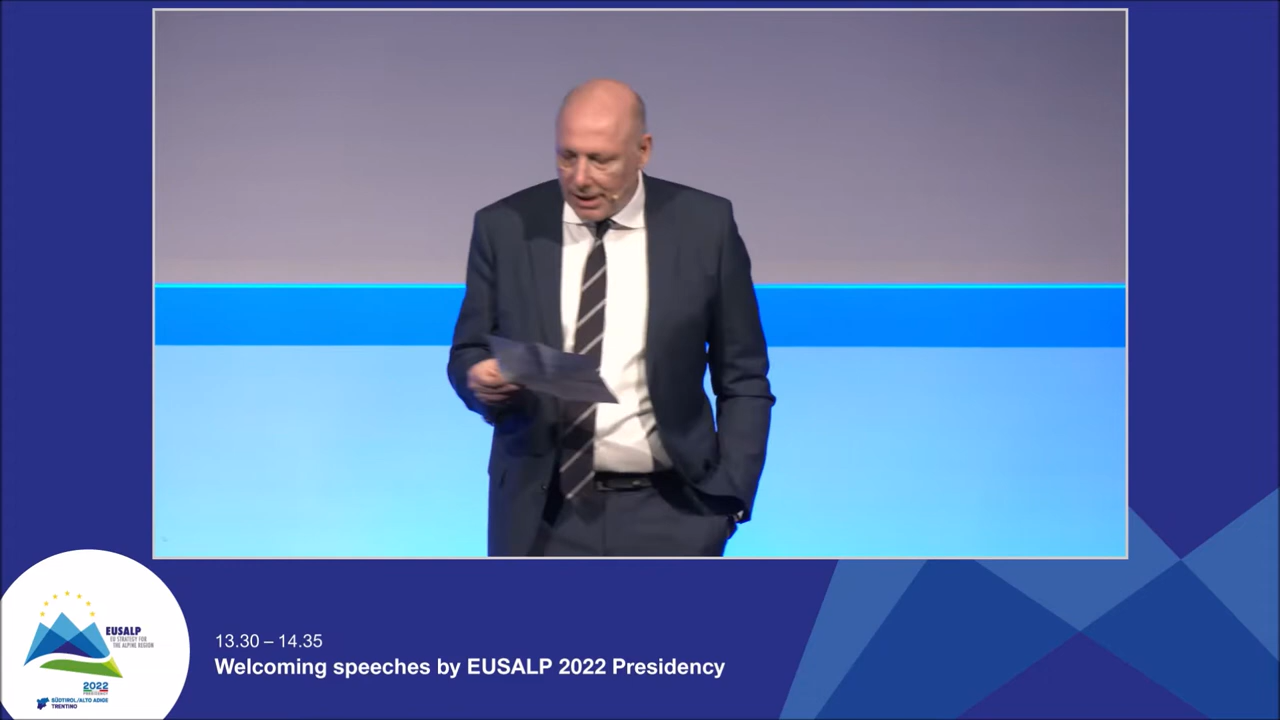 13.30 – 14.35
Welcoming speeches by EUSALP 2022 Presidency
EUSALP
EU STRATEGY FOR
THE ALPINE REGION
2022
PRESIDENCY
SÜDTIROL/ALTO ADIGE
TRENTINO